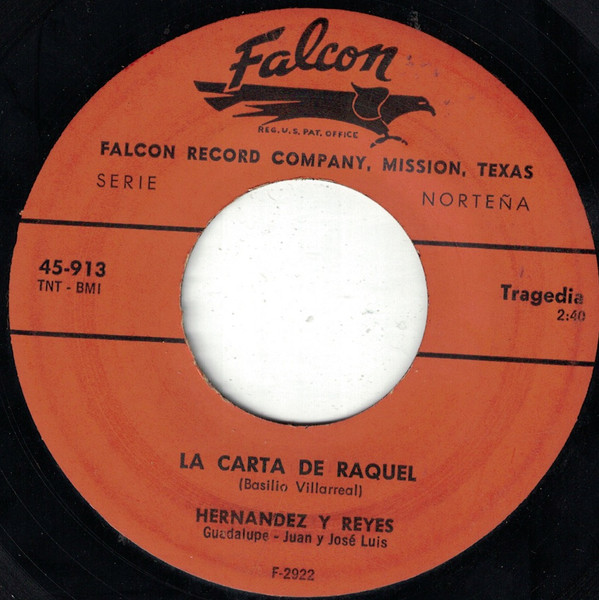 Falcon
REG. U.S. PAT. OFFICE
FALCON RECORD COMPANY, MISSION, TEXAS
SERIE NORTEÑA
45-913
TNT - BMI
Tragedia
2:40
LA CARTA DE RAQUEL
(Basilio Villarreal)
HERNANDEZ Y REYES
Guadalupe - Juan y José Luis
F-2922